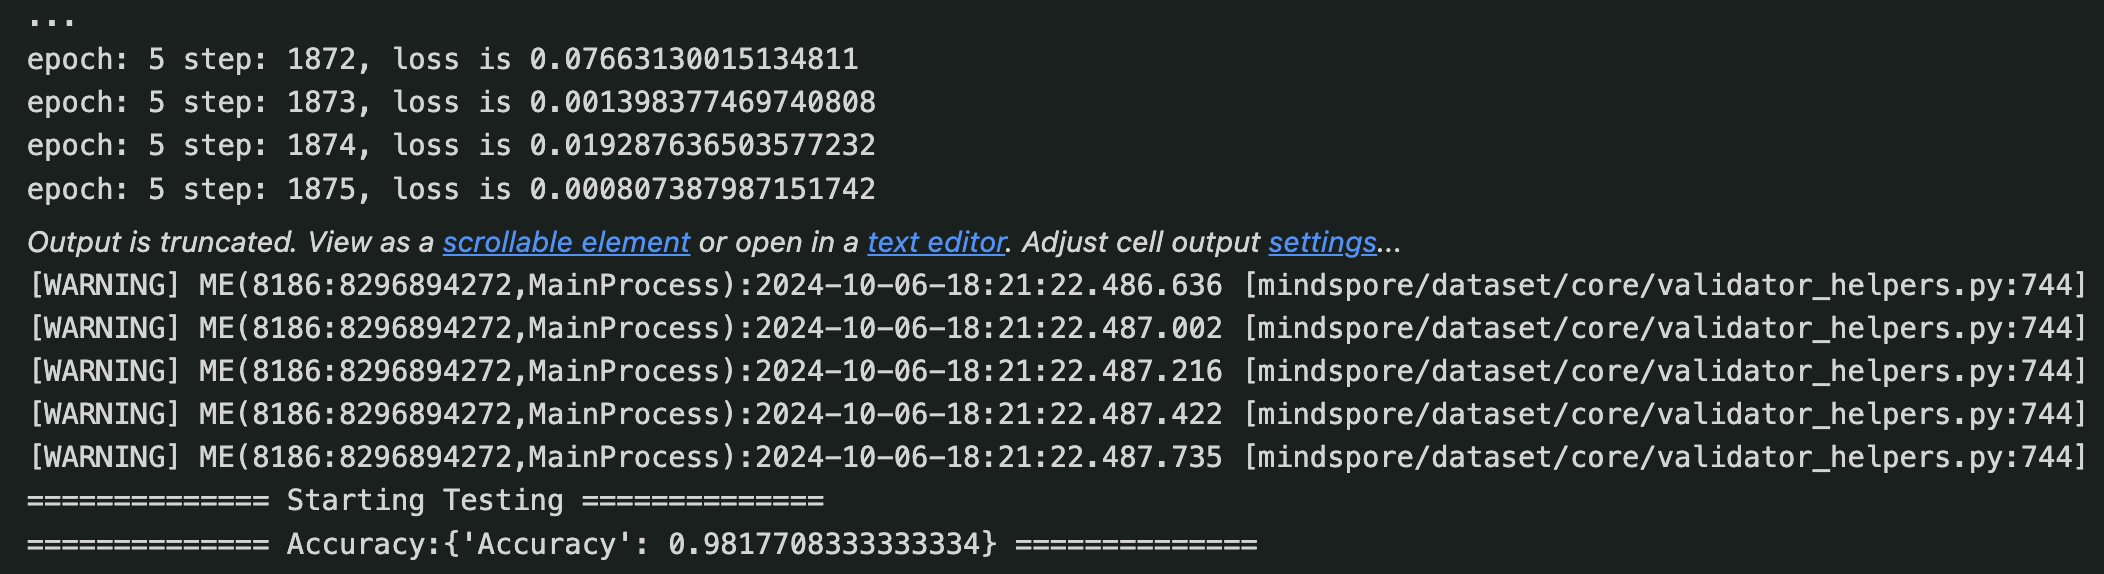 ...
epoch: 5 step: 1872, loss is 0.07663130015134811
epoch: 5 step: 1873, loss is 0.001398377469740808
epoch: 5 step: 1874, loss is 0.019287636503577232
epoch: 5 step: 1875, loss is 0.000807387987151742
Output is truncated. View as a scrollable element or open in a text editor. Adjust cell output settings...
[WARNING] ME(8186:8296894272,MainProcess):2024-10-06-18:21:22.486.636 [mindspore/dataset/core/validator_helpers.py:744]
[WARNING] ME(8186:8296894272,MainProcess):2024-10-06-18:21:22.487.002 [mindspore/dataset/core/validator_helpers.py:744]
[WARNING] ME(8186:8296894272,MainProcess):2024-10-06-18:21:22.487.216 [mindspore/dataset/core/validator_helpers.py:744]
[WARNING] ME(8186:8296894272,MainProcess):2024-10-06-18:21:22.487.422 [mindspore/dataset/core/validator_helpers.py:744]
[WARNING] ME(8186:8296894272,MainProcess):2024-10-06-18:21:22.487.735 [mindspore/dataset/core/validator_helpers.py:744]
============== Starting Testing ==============
============== Accuracy:{'Accuracy': 0.9817708333333334} ==============